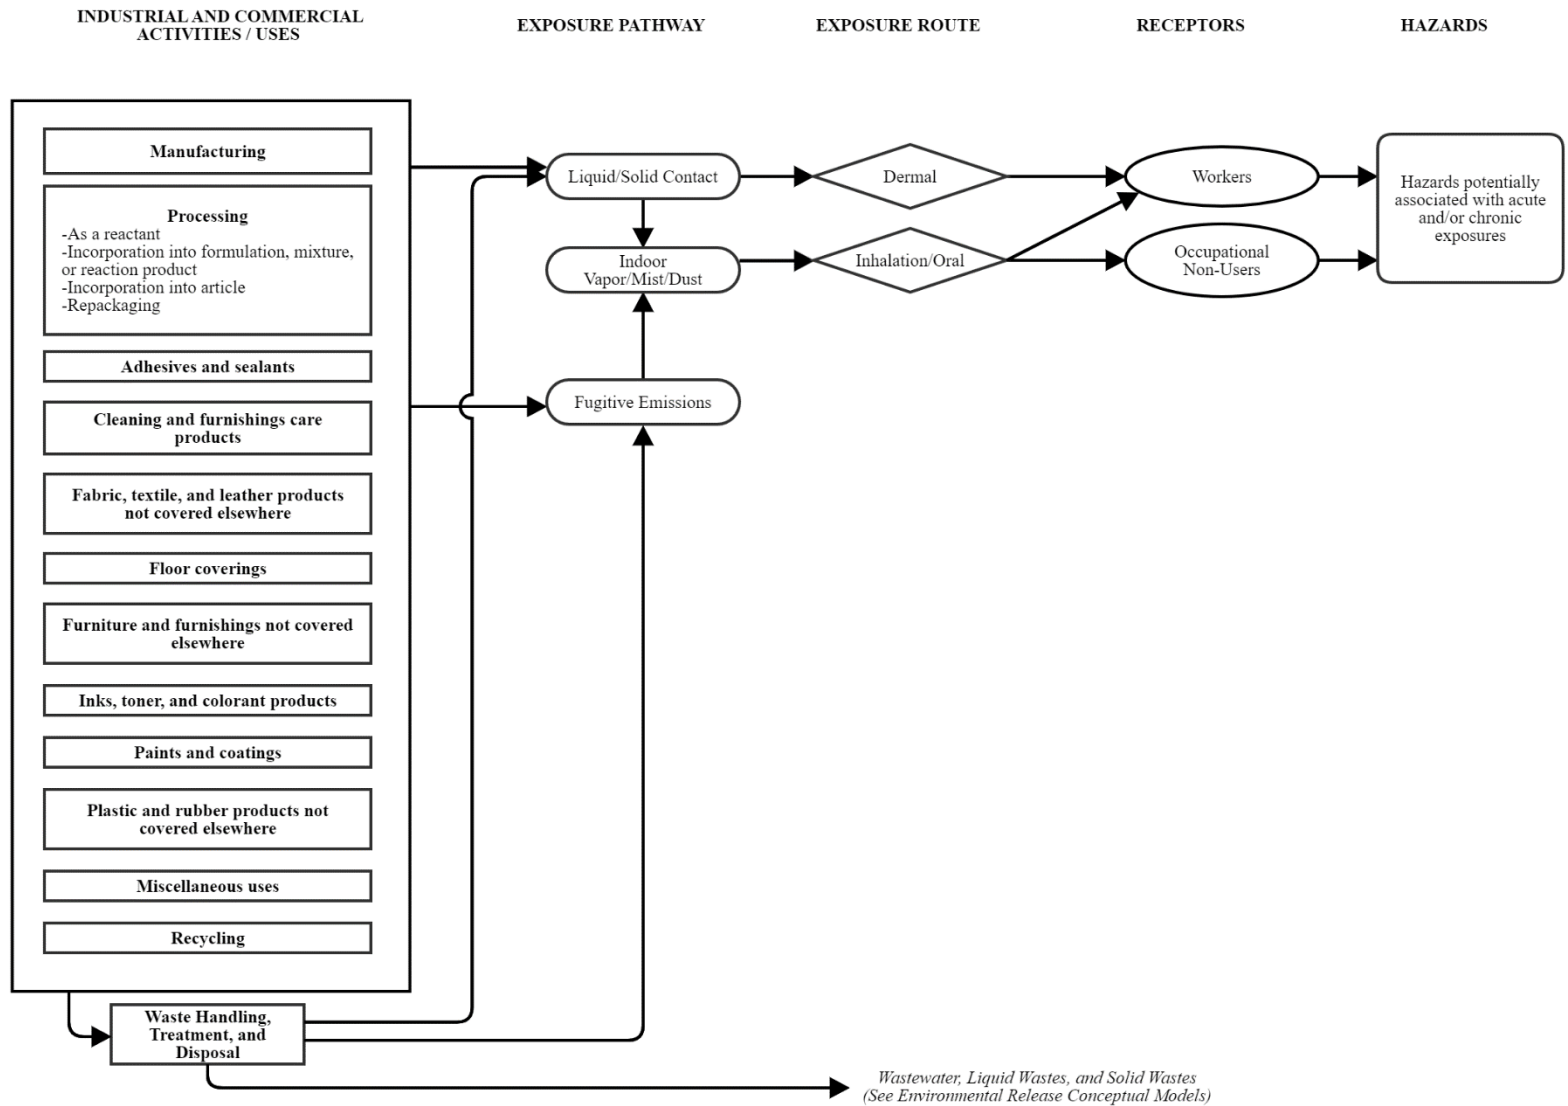 INDUSTRIAL AND COMMERCIAL
ACTIVITIES / USES
EXPOSURE PATHWAY
EXPOSURE ROUTE
RECEPTORS
HAZARDS
Manufacturing
Processing
-As a reactant
-Incorporation into formulation, mixture,
or reaction product
-Incorporation into article
-Repackaging
Adhesives and sealants
Cleaning and furnishings care
products
Fabric, textile, and leather products
not covered elsewhere
Floor coverings
Furniture and furnishings not covered
elsewhere
Inks, toner, and colorant products
Paints and coatings
Plastic and rubber products not
covered elsewhere
Miscellaneous uses
Recycling
Waste Handling,
Treatment, and
Disposal
Liquid/Solid Contact
Indoor
Vapor/Mist/Dust
Fugitive Emissions
Dermal
Inhalation/Oral
Workers
Occupational
Non-Users
Hazards potentially
associated with acute
and/or chronic
exposures
Wastewater, Liquid Wastes, and Solid Wastes
(See Environmental Release Conceptual Models)